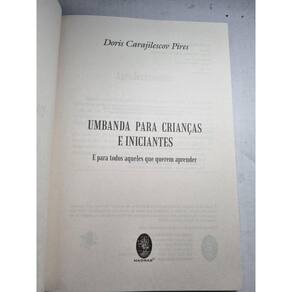 Doris Carajilescov Pires
UMBANDA PARA CRIANÇAS
E INICIANTES
E para todos aqueles que querem aprender
MADRAS